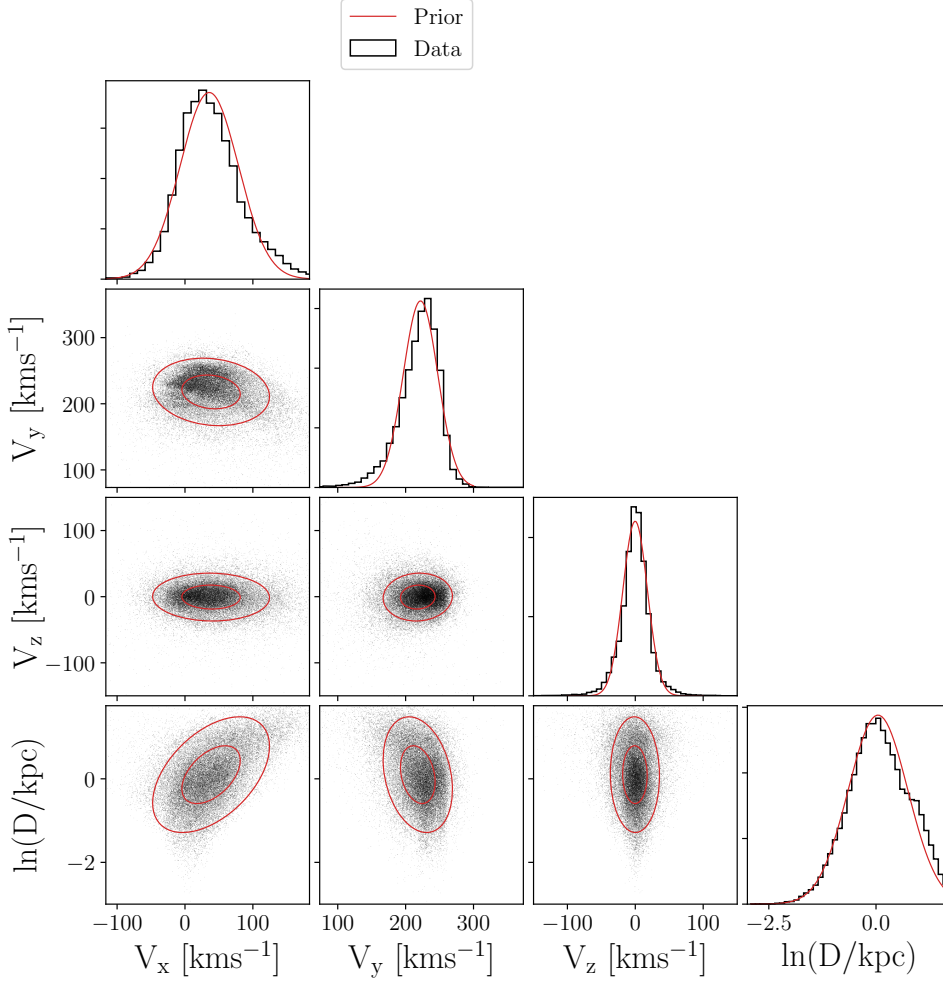 Prior
Data
300
200
100
V_y [kms⁻¹]
100
0
−100
V_z [kms⁻¹]
0
−2
ln(D/kpc)
−100 0 100
100 200 300
−100 0 100
−2.5 0.0
V_x [kms⁻¹]
V_y [kms⁻¹]
V_z [kms⁻¹]
ln(D/kpc)